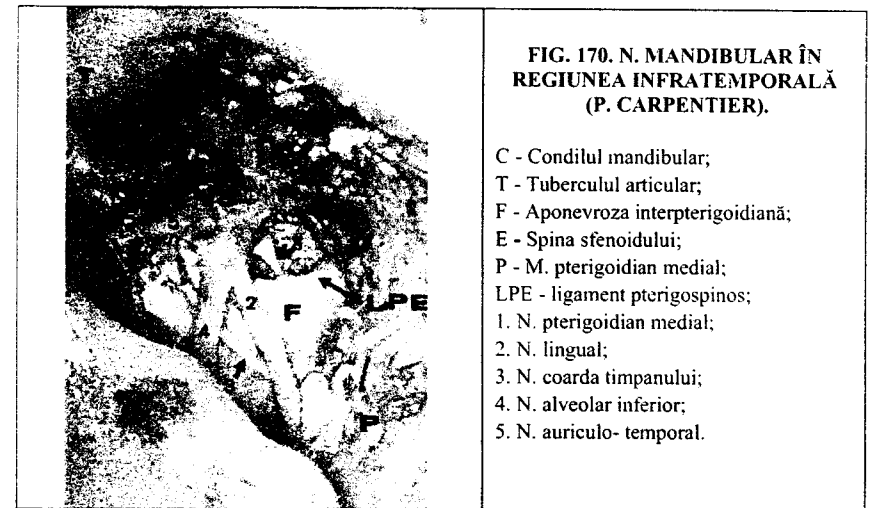 FIG. 170. N. MANDIBULAR ÎN
REGIUNEA INFRATEMPORALĂ
(P. CARPENTIER).
C - Condilul mandibular;
T - Tuberculul articular;
F - Aponevroza interpterigoidiană;
E - Spina sfenoidului;
P - M. pterigoidian medial;
LPE - ligament pterigospinos;
1. N. pterigoidian medial;
2. N. lingual;
3. N. coarda timpanului;
4. N. alveolar inferior;
5. N. auriculo- temporal.
T
2
F
LPE
4
P